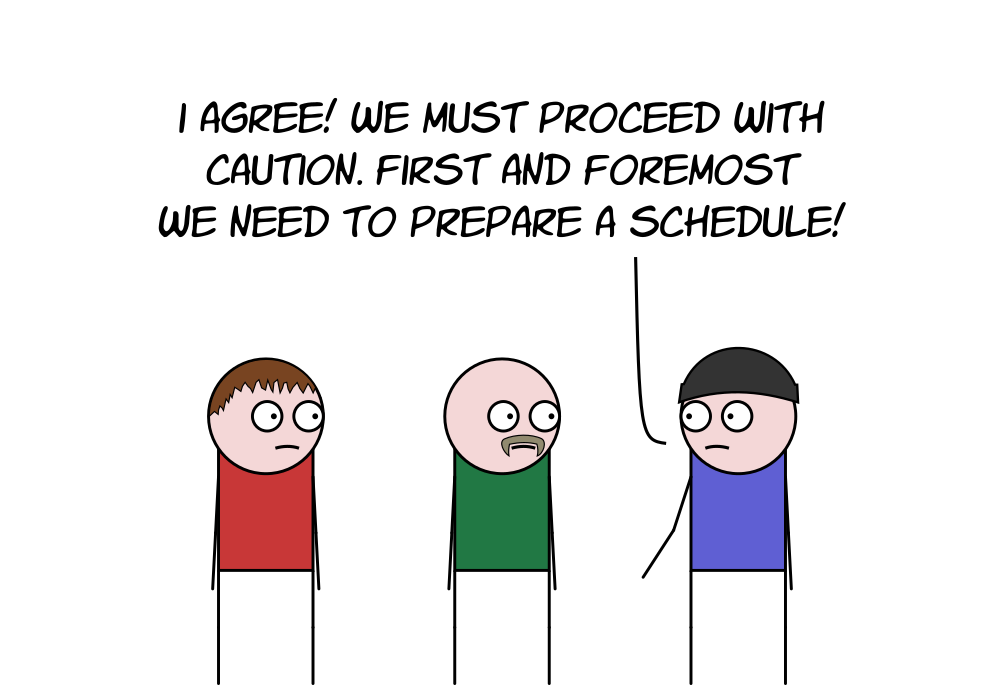 I AGREE! WE MUST PROCEED WITH
CAUTION. FIRST AND FOREMOST
WE NEED TO PREPARE A SCHEDULE!